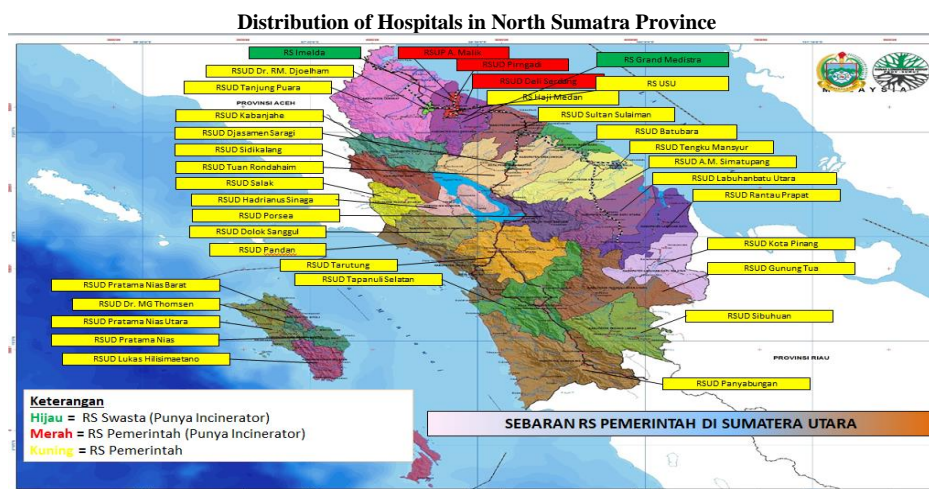 Distribution of Hospitals in North Sumatra Province
RS Imelda
RSUP A. Malik
RSUD Pirngadi
RS Grand Medistra
RSUD Dr. RM. Djoelham
RSUD Deli Serdang
RS USU
RSUD Tanjung Puara
RS Haji Medan
MALAYSIA
PROVINSI ACEH
RSUD Kabanjahe
RSUD Sultan Sulaiman
RSUD Djasamen Saragi
RSUD Batubara
RSUD Sidikalang
RSUD Tengku Mansyur
RSUD Tuan Rondahaim
RSUD A.M. Simatupang
RSUD Salak
RSUD Labuhanbatu Utara
RSUD Hadrianus Sinaga
RSUD Rantau Prapat
RSUD Porsea
RSUD Dolok Sanggul
RSUD Pandan
RSUD Kota Pinang
RSUD Tarutung
RSUD Gunung Tua
RSUD Tapanuli Selatan
RSUD Pratama Nias Barat
RSUD Dr. MG Thomsen
RSUD Pratama Nias Utara
RSUD Sibuhuan
RSUD Pratama Nias
RSUD Lukas Hilisimaetano
PROVINSI RIAU
RSUD Panyabungan
Keterangan
Hijau = RS Swasta (Punya Incinerator)
Merah = RS Pemerintah (Punya Incinerator)
Kuning = RS Pemerintah
SEBARAN RS PEMERINTAH DI SUMATERA UTARA